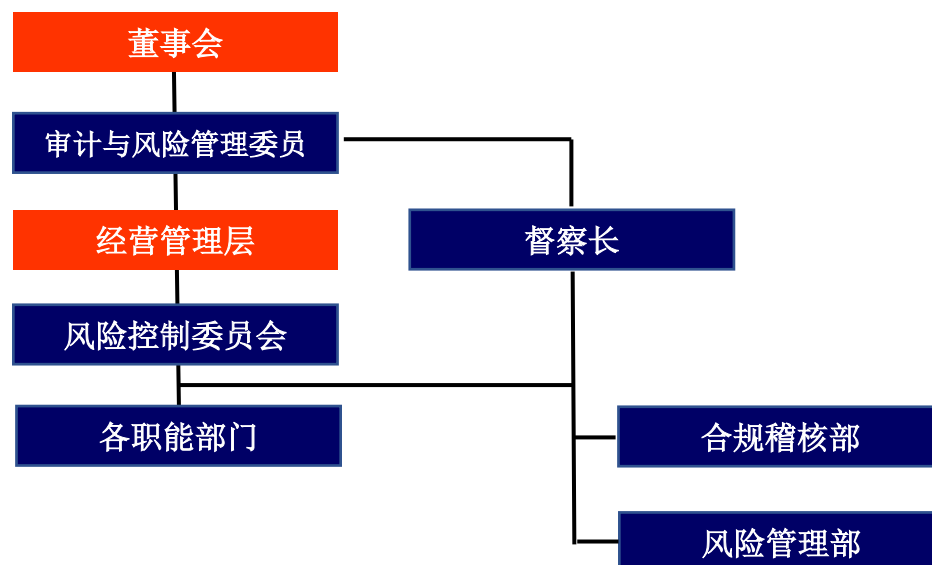 董事会
审计与风险管理委员
经营管理层
督察长
风险控制委员会
各职能部门
合规稽核部
风险管理部